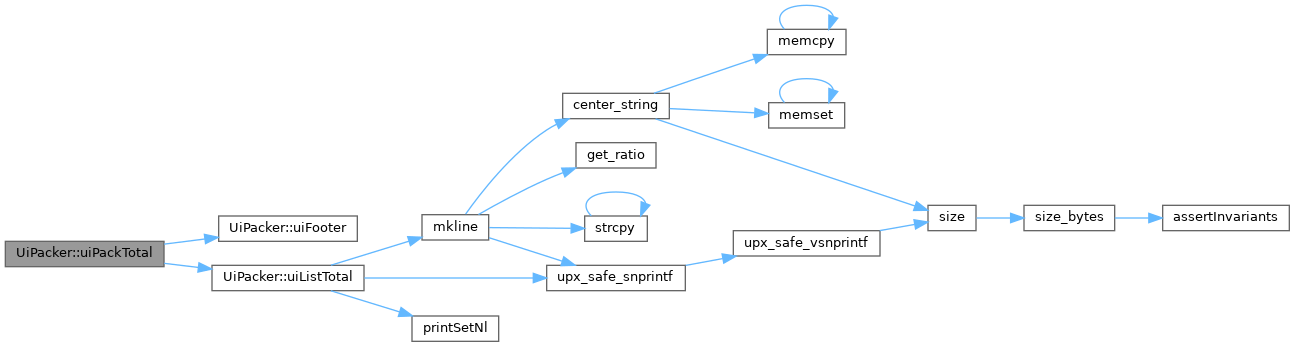 UiPacker::uiPackTotal
UiPacker::uiFooter
UiPacker::uiListTotal
mkline
upx_safe_snprintf
printSetNl
center_string
get_ratio
strcpy
upx_safe_vsnprintf
memcpy
memset
size
size_bytes
assertInvariants